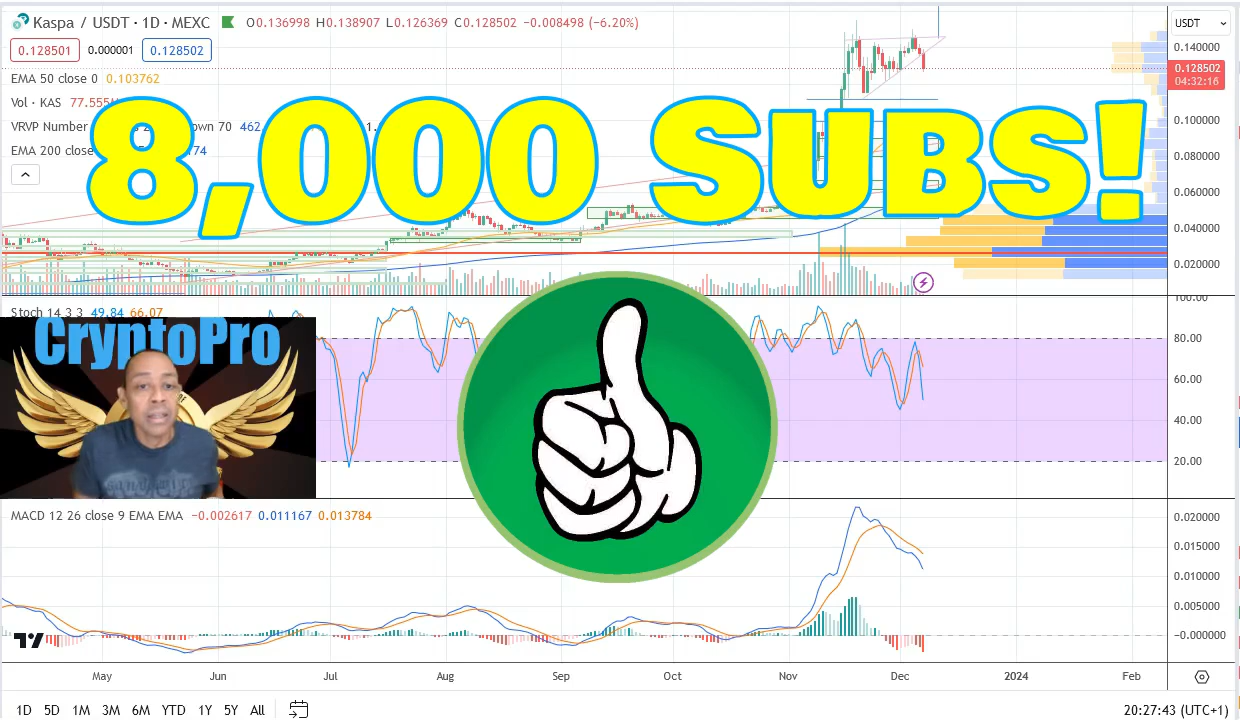 Kaspa / USDT · 1D · MEXC O0.136998 H0.138907 L0.126369 C0.128502 −0.008498 (−6.20%)
USDT
0.128501 0.000001 0.128502
0.140000
0.128502
04:32:16
EMA 50 close 0 0.103762
Vol · KAS 77.555
VRVP Number own 70 462.
EMA 200 close 74
8,000 SUBS!
0.100000
0.080000
0.060000
0.040000
0.020000
Stoch 14 3 3 49.84 66.07
100.00
80.00
60.00
40.00
20.00
CryptoPro
MACD 12 26 close 9 EMA EMA −0.002617 0.011167 0.013784
0.020000
0.015000
0.010000
0.005000
−0.000000
May Jun Jul Aug Sep Oct Nov Dec 2024 Feb
1D 5D 1M 3M 6M YTD 1Y 5Y All
20:27:43 (UTC+1)